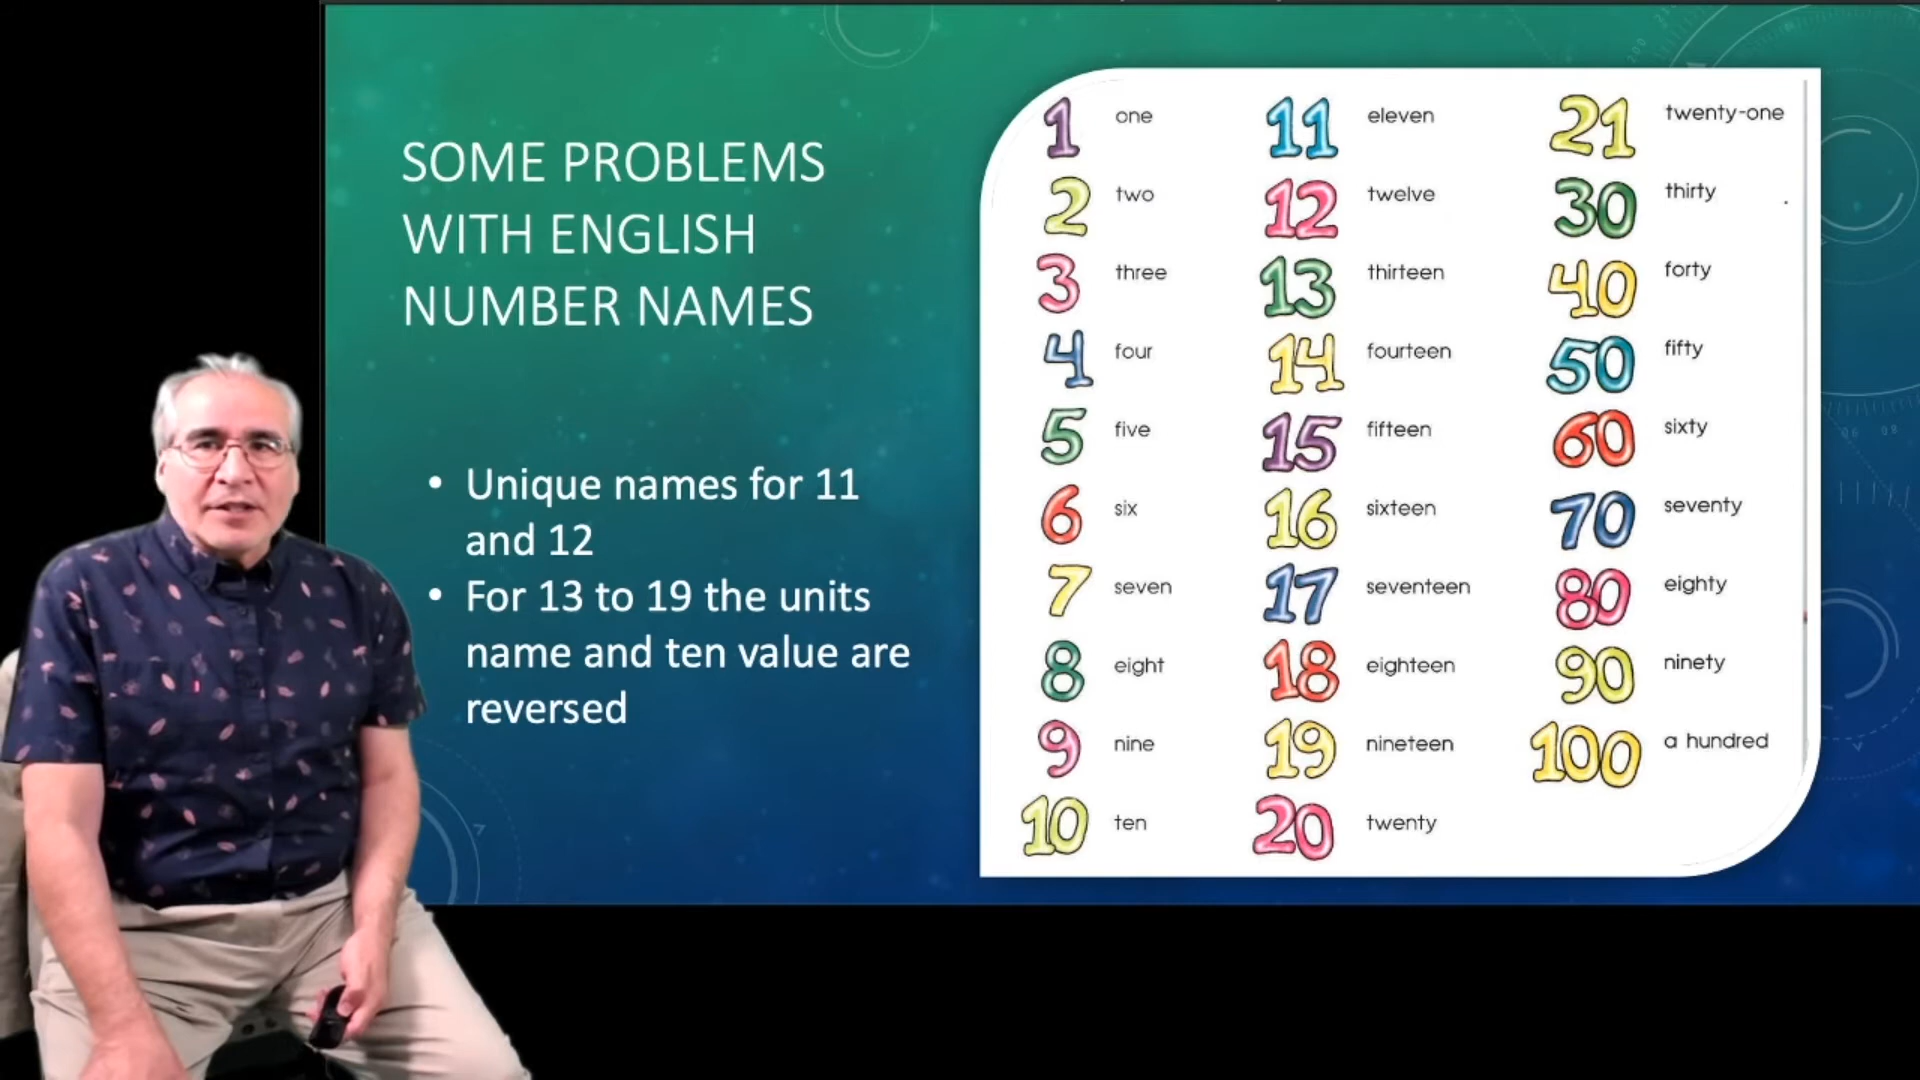 SOME PROBLEMS
WITH ENGLISH
NUMBER NAMES
• Unique names for 11
and 12
• For 13 to 19 the units
name and ten value are
reversed
1 one
2 two
3 three
4 four
5 five
6 six
7 seven
8 eight
9 nine
10 ten
11 eleven
12 twelve
13 thirteen
14 fourteen
15 fifteen
16 sixteen
17 seventeen
18 eighteen
19 nineteen
20 twenty
21 twenty-one
30 thirty
40 forty
50 fifty
60 sixty
70 seventy
80 eighty
90 ninety
100 a hundred